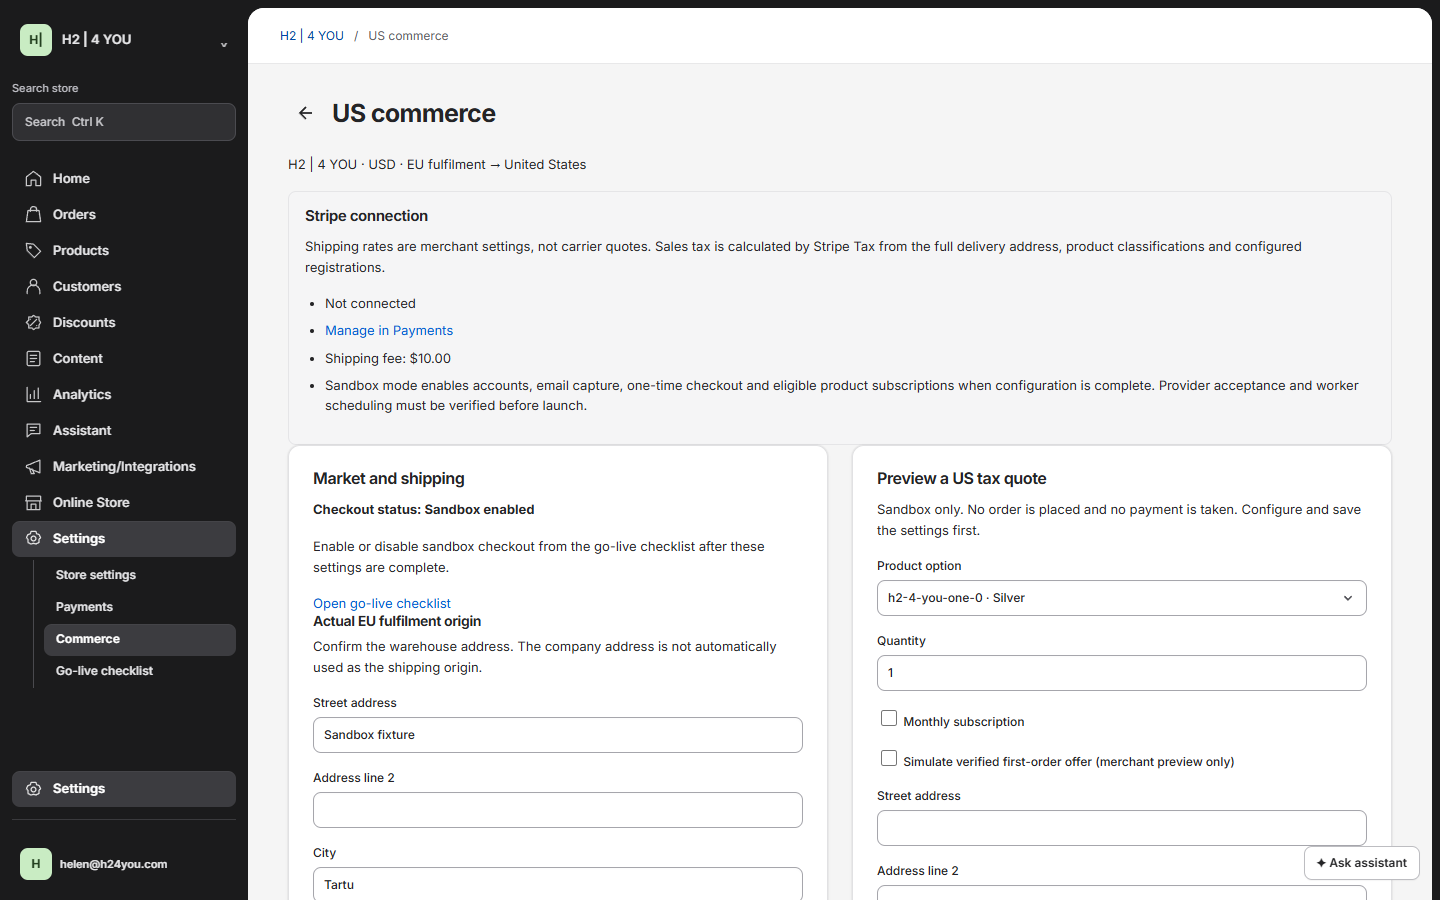 H|
H2 | 4 YOU
Search store
Search Ctrl K
Home
Orders
Products
Customers
Discounts
Content
Analytics
Assistant
Marketing/Integrations
Online Store
Settings
Store settings
Payments
Commerce
Go-live checklist
Settings
H
helen@h24you.com
H2 | 4 YOU / US commerce
US commerce
H2 | 4 YOU · USD · EU fulfilment → United States
Stripe connection
Shipping rates are merchant settings, not carrier quotes. Sales tax is calculated by Stripe Tax from the full delivery address, product classifications and configured
registrations.
• Not connected
• Manage in Payments
• Shipping fee: $10.00
• Sandbox mode enables accounts, email capture, one-time checkout and eligible product subscriptions when configuration is complete. Provider acceptance and worker
scheduling must be verified before launch.
Market and shipping
Checkout status: Sandbox enabled
Enable or disable sandbox checkout from the go-live checklist after these
settings are complete.
Open go-live checklist
Actual EU fulfilment origin
Confirm the warehouse address. The company address is not automatically
used as the shipping origin.
Street address
Sandbox fixture
Address line 2
City
Tartu
Preview a US tax quote
Sandbox only. No order is placed and no payment is taken. Configure and save
the settings first.
Product option
h2-4-you-one-0 · Silver
Quantity
1
Monthly subscription
Simulate verified first-order offer (merchant preview only)
Street address
Address line 2
✦ Ask assistant